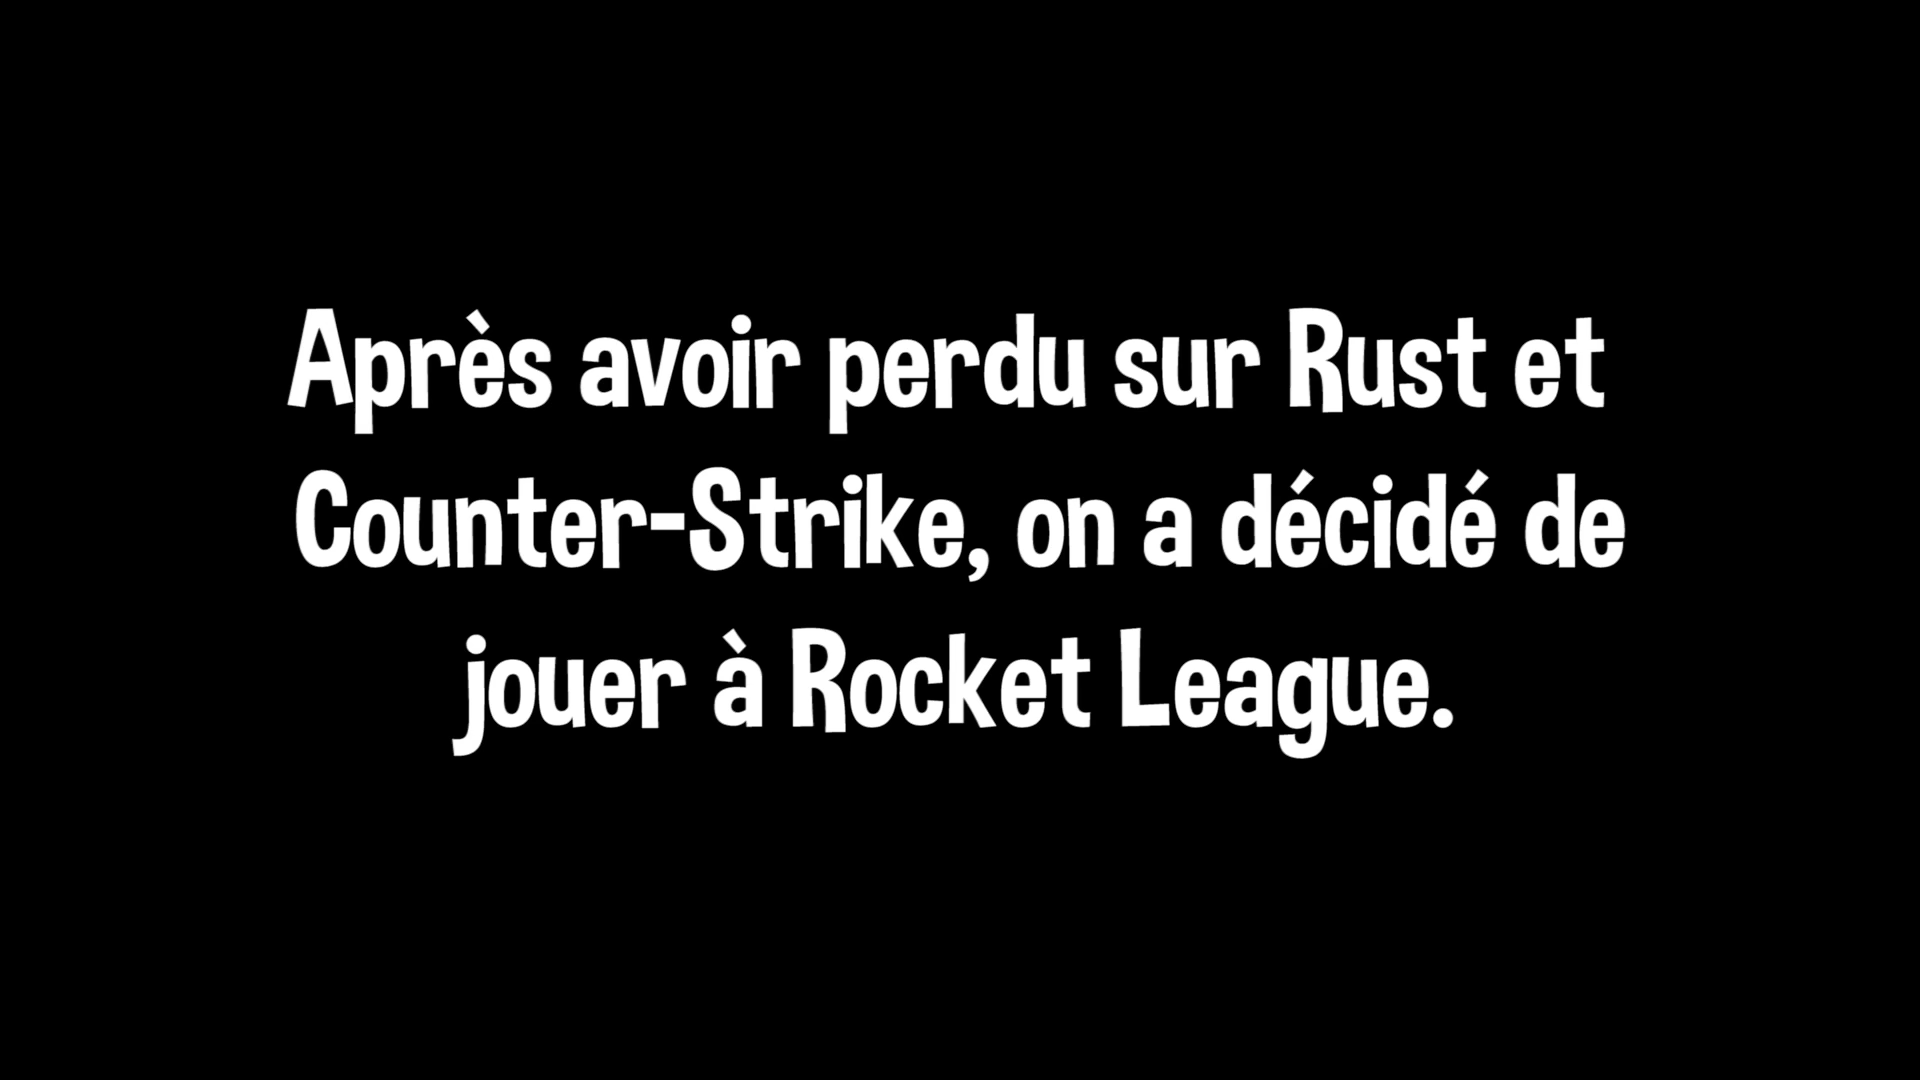 Après avoir perdu sur Rust et
Counter-Strike, on a décidé de
jouer à Rocket League.